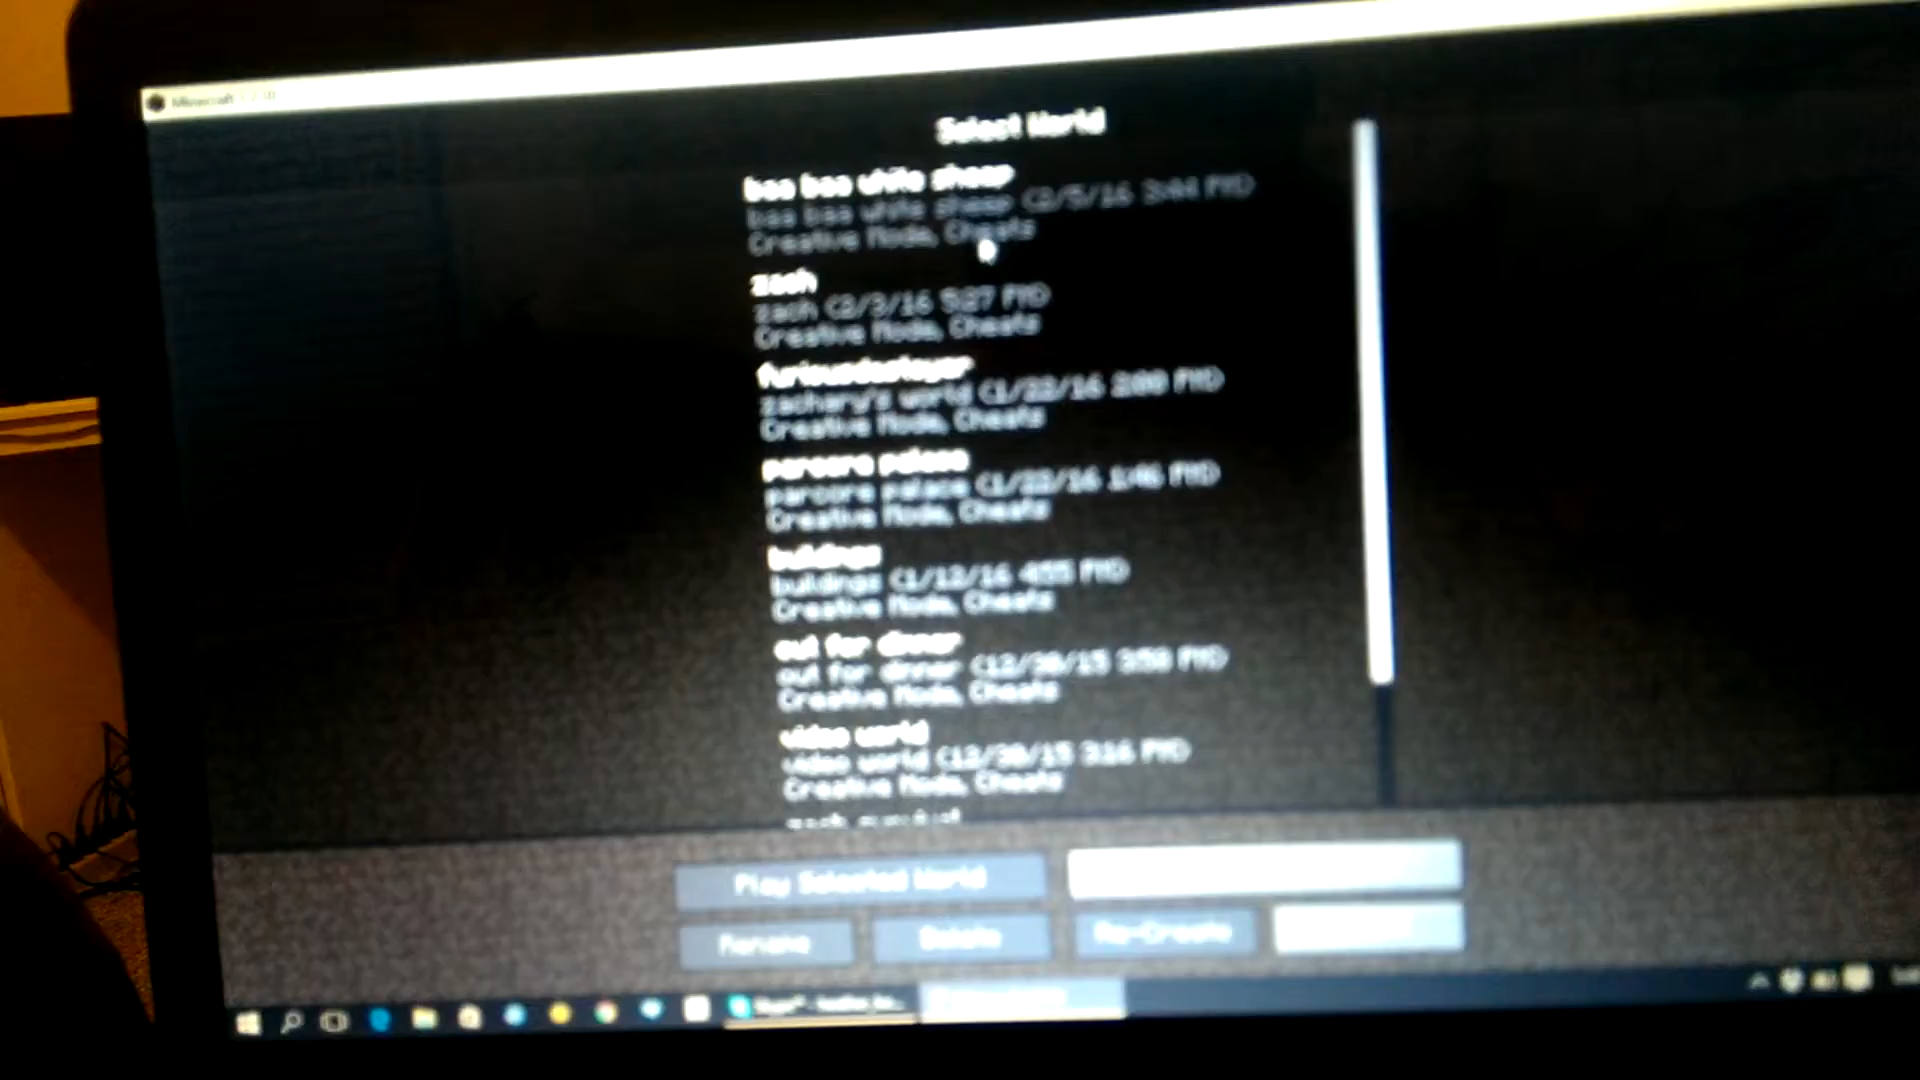 Minecraft 1.7.10
Select World
baa baa white sheep
baa baa white sheep (2/5/16 3:44 PM)
Creative Mode, Cheats
zach
zach (2/3/16 5:27 PM)
Creative Mode, Cheats
zachary's world (1/22/16 2:00 PM)
Creative Mode, Cheats
parcore palace
parcore palace (1/22/16 1:46 PM)
Creative Mode, Cheats
buildings
buildings (1/12/16 4:55 PM)
Creative Mode, Cheats
out for dinner
out for dinner (12/30/15 3:58 PM)
Creative Mode, Cheats
video world
video world (12/30/15 3:16 PM)
Creative Mode, Cheats
Play Selected World
Rename
Delete
Re-Create